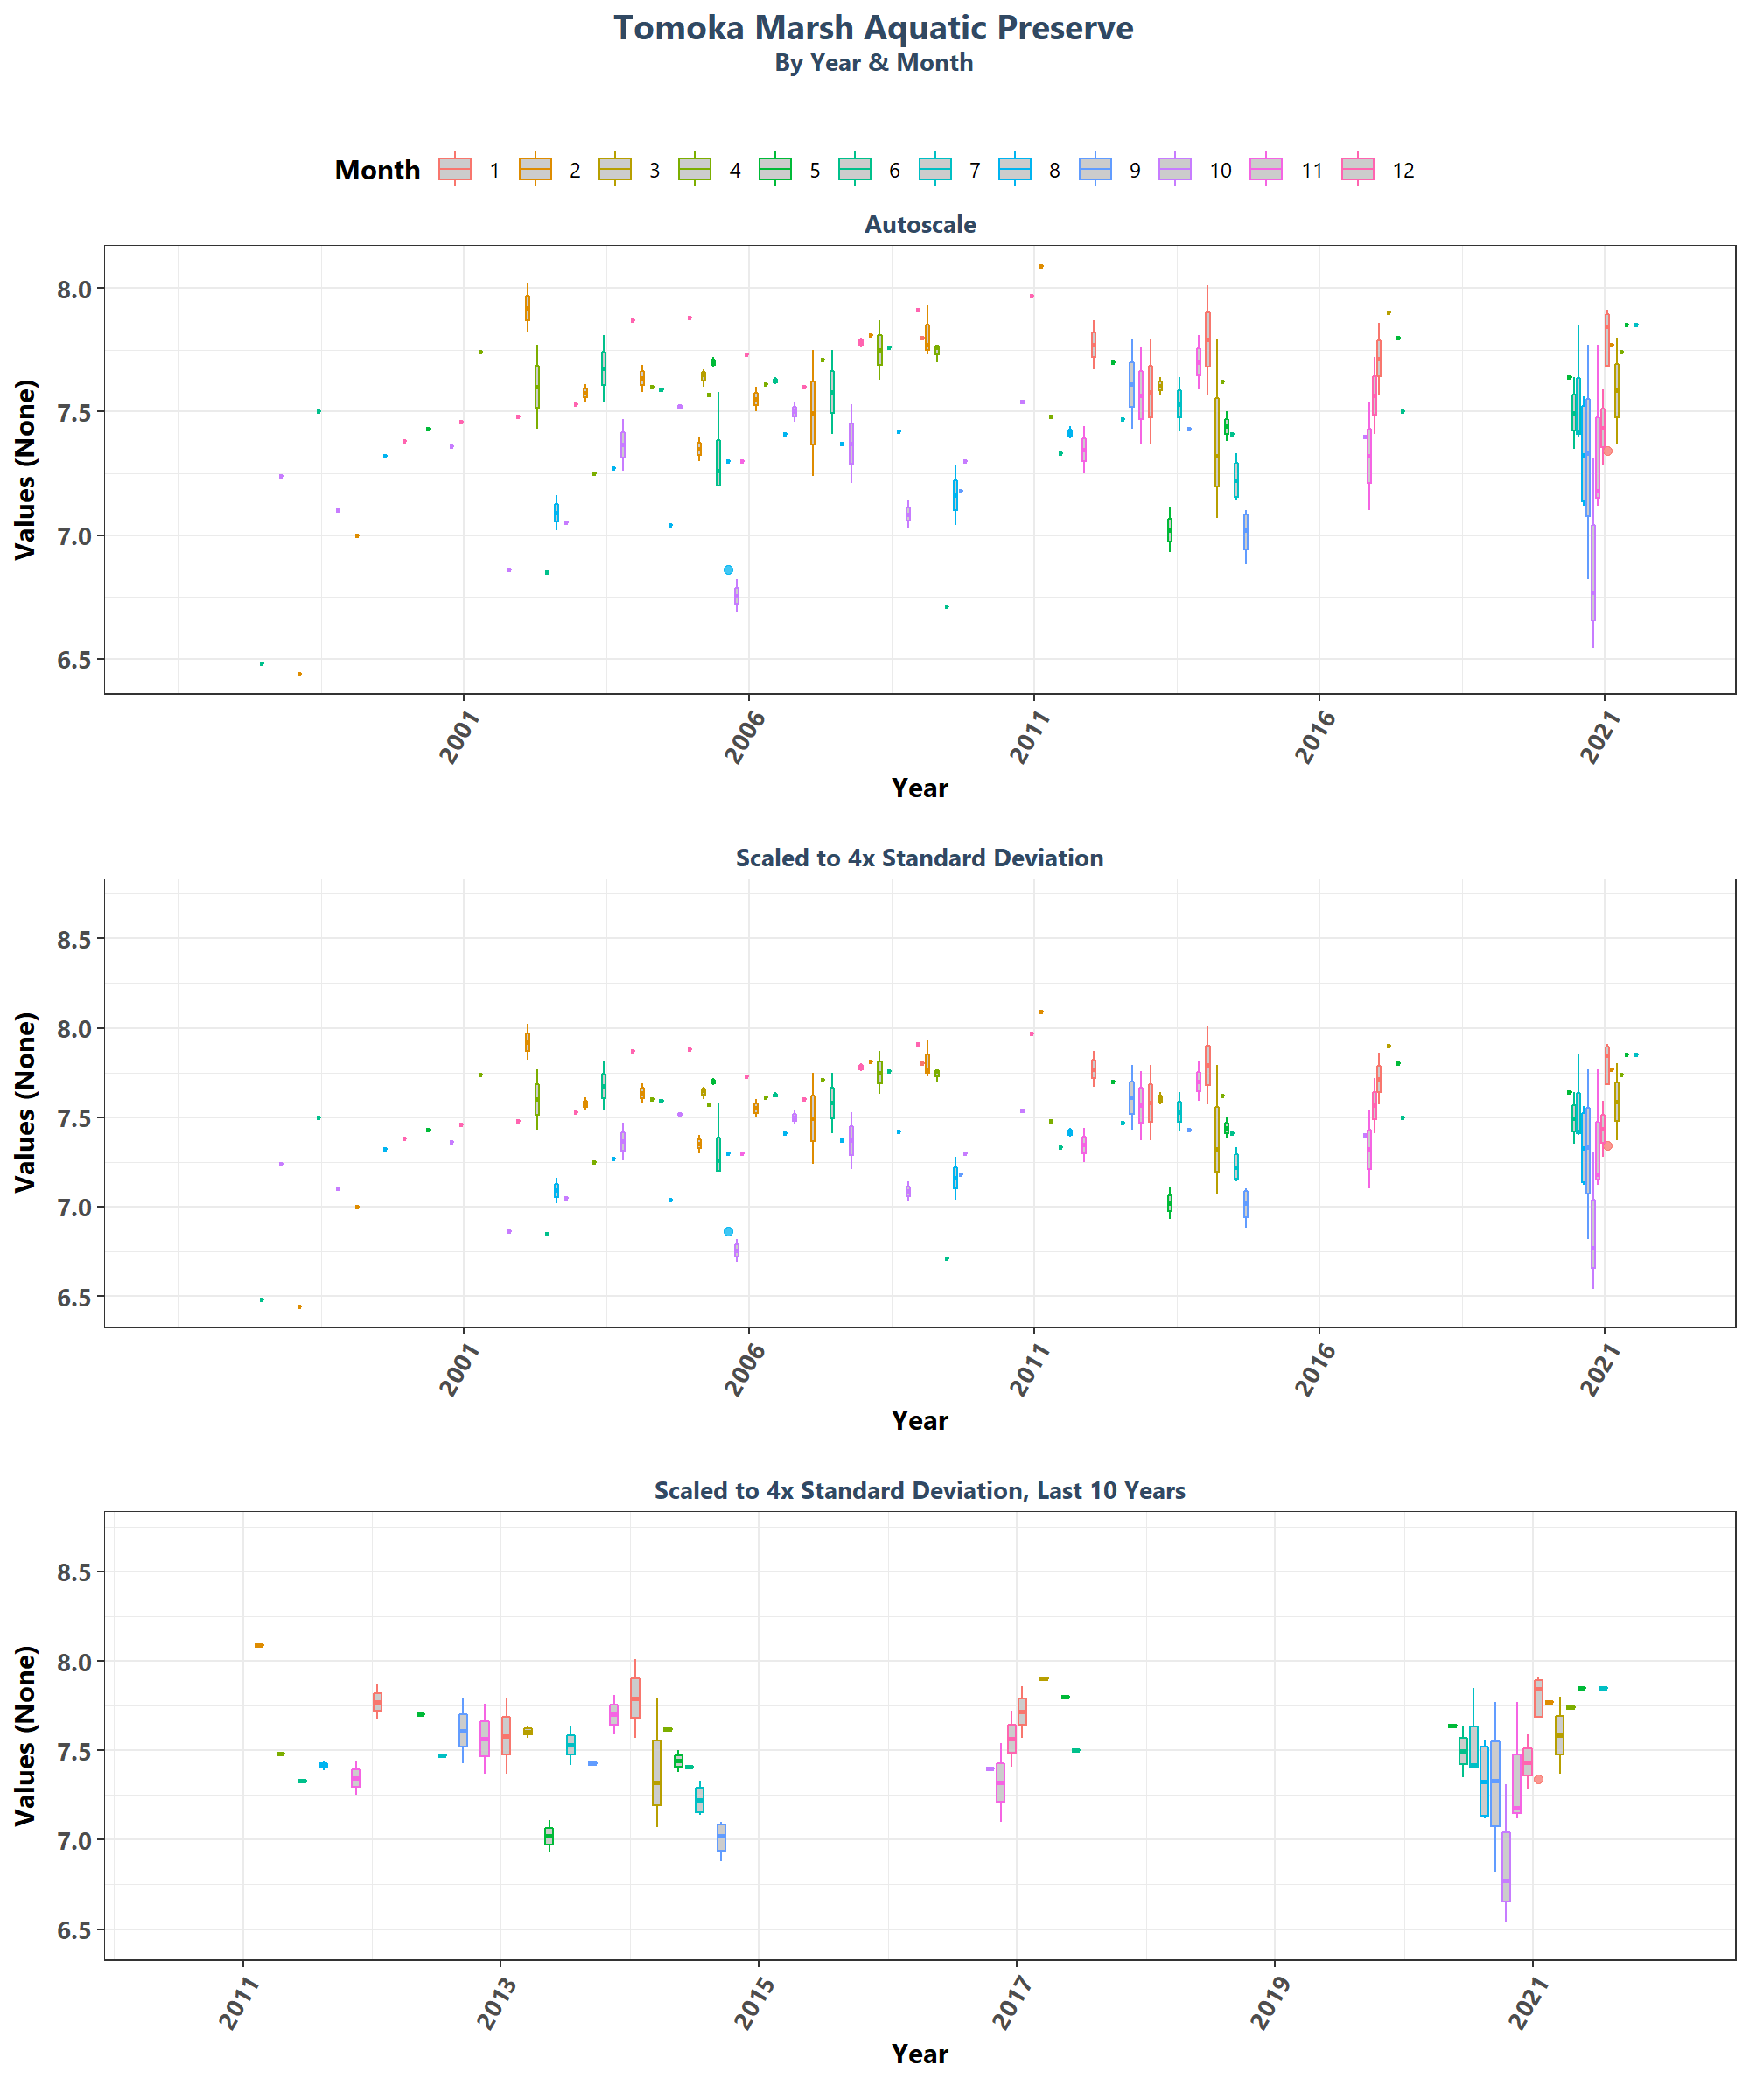 Tomoka Marsh Aquatic Preserve
By Year & Month
Month 1 2 3 4 5 6 7 8 9 10 11 12
Autoscale
Values (None)
8.0
7.5
7.0
6.5
2001 2006 2011 2016 2021
Year
Scaled to 4x Standard Deviation
Values (None)
8.5
8.0
7.5
7.0
6.5
2001 2006 2011 2016 2021
Year
Scaled to 4x Standard Deviation, Last 10 Years
Values (None)
8.5
8.0
7.5
7.0
6.5
2011 2013 2015 2017 2019 2021
Year